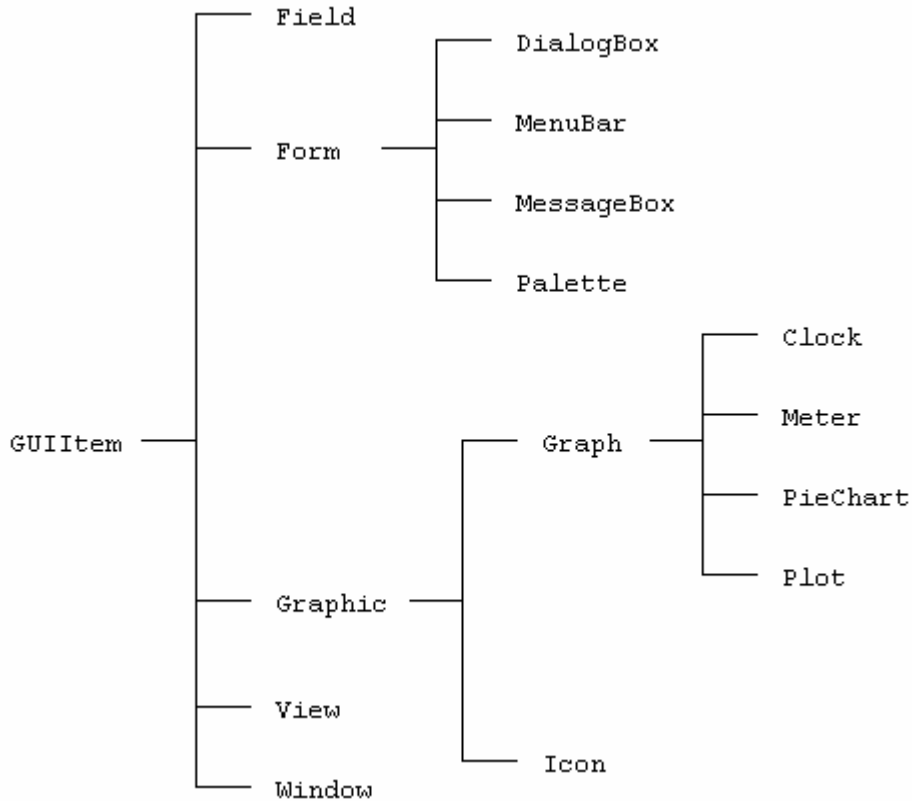 Field
DialogBox
MenuBar
Form
MessageBox
Palette
Clock
Meter
GUIItem
Graph
PieChart
Plot
Graphic
View
Icon
Window